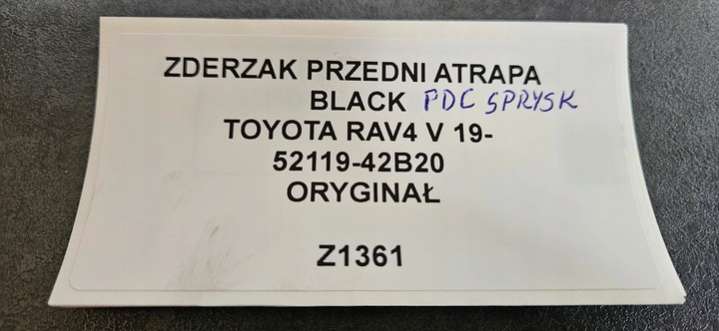 ZDERZAK PRZEDNI ATRAPA
BLACK PDC SPRYSK
TOYOTA RAV4 V 19-
52119-42B20
ORYGINAŁ
Z1361